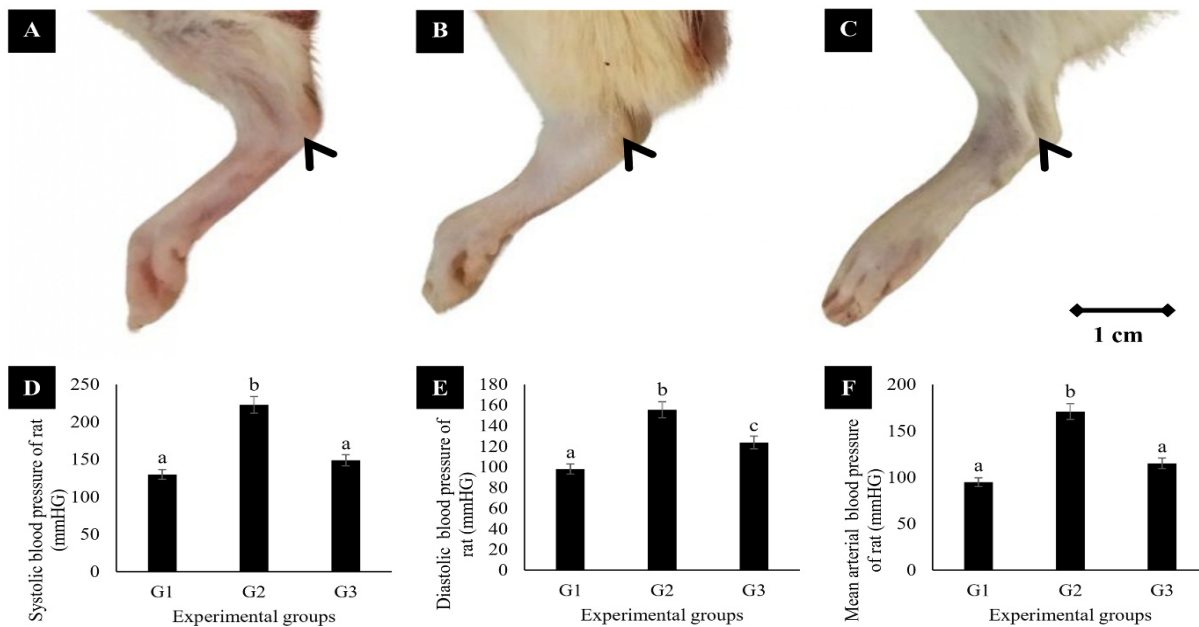 A
B
C
1 cm
D
Systolic blood pressure of rat
(mmHG)
250
200
150
100
50
0
a
b
a
G1 G2 G3
Experimental groups
E
Diastolic blood pressure of
rat (mmHG)
180
160
140
120
100
80
60
40
20
0
a
b
c
G1 G2 G3
Experimental groups
F
Mean arterial blood pressure
of rat (mmHG)
200
150
100
50
0
a
b
a
G1 G2 G3
Experimental groups